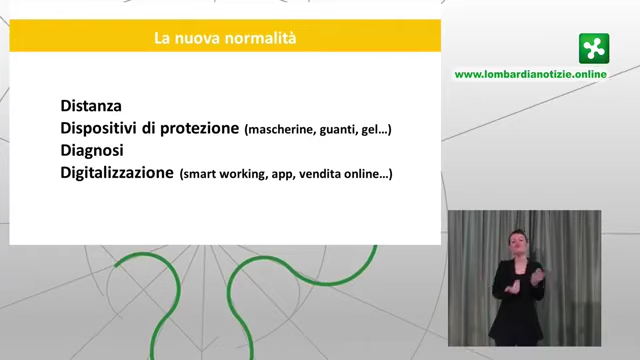 La nuova normalità
www.lombardianotizie.online
Distanza
Dispositivi di protezione (mascherine, guanti, gel...)
Diagnosi
Digitalizzazione (smart working, app, vendita online...)